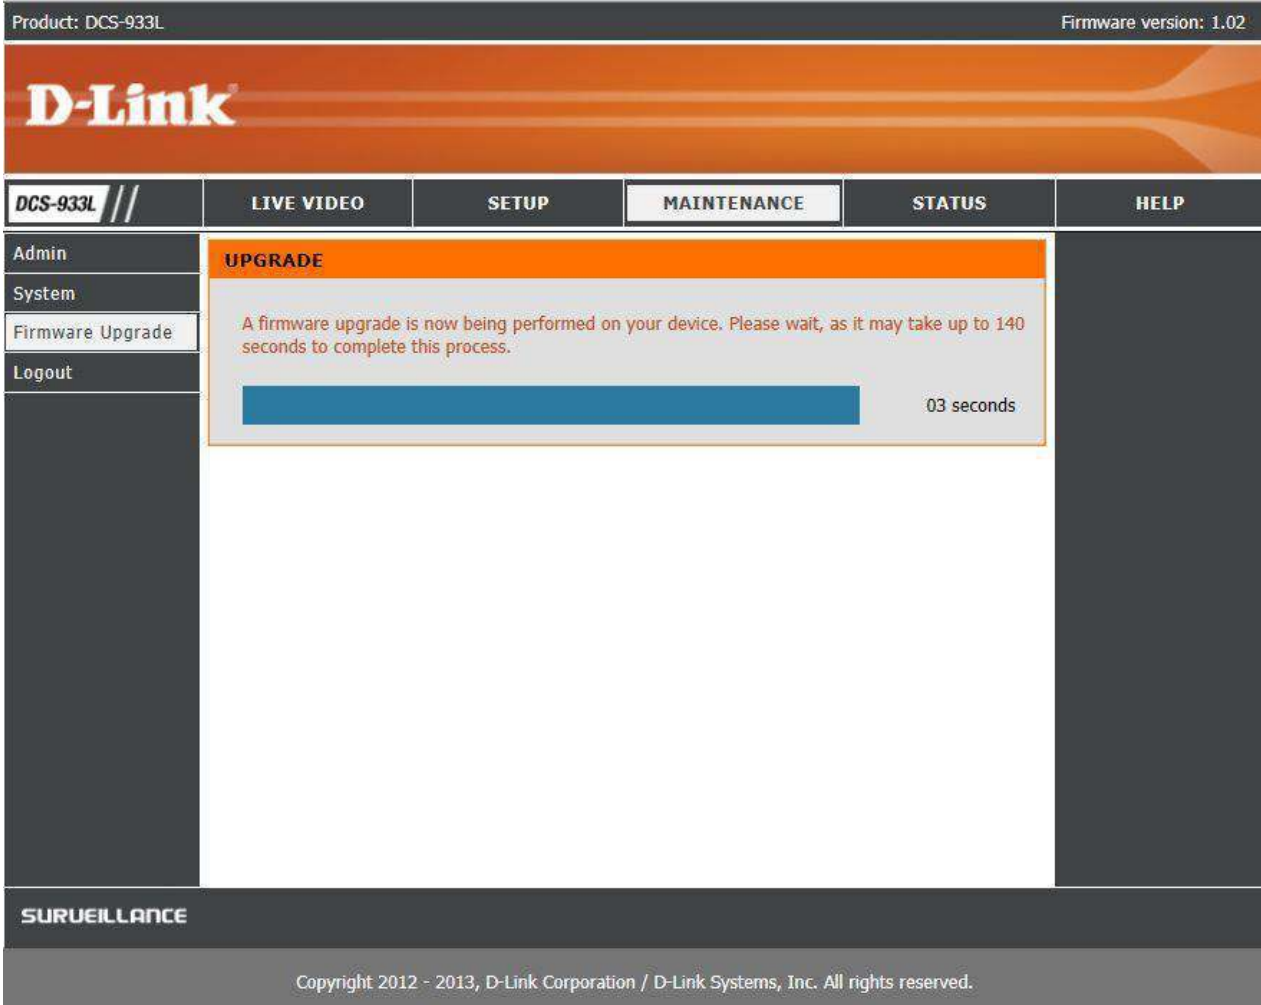 Product: DCS-933L
Firmware version: 1.02
D-Link
DCS-933L
LIVE VIDEO
SETUP
MAINTENANCE
STATUS
HELP
Admin
System
Firmware Upgrade
Logout
UPGRADE
A firmware upgrade is now being performed on your device. Please wait, as it may take up to 140
seconds to complete this process.
03 seconds
SURVEILLANCE
Copyright 2012 - 2013, D-Link Corporation / D-Link Systems, Inc. All rights reserved.